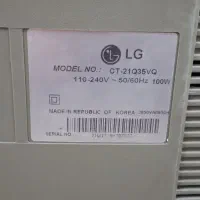 LG
MODEL NO.: CT-21Q35VQ
110-240V ~ 50/60Hz 100W
MADE IN REPUBLIC OF KOREA
SERIAL NO.